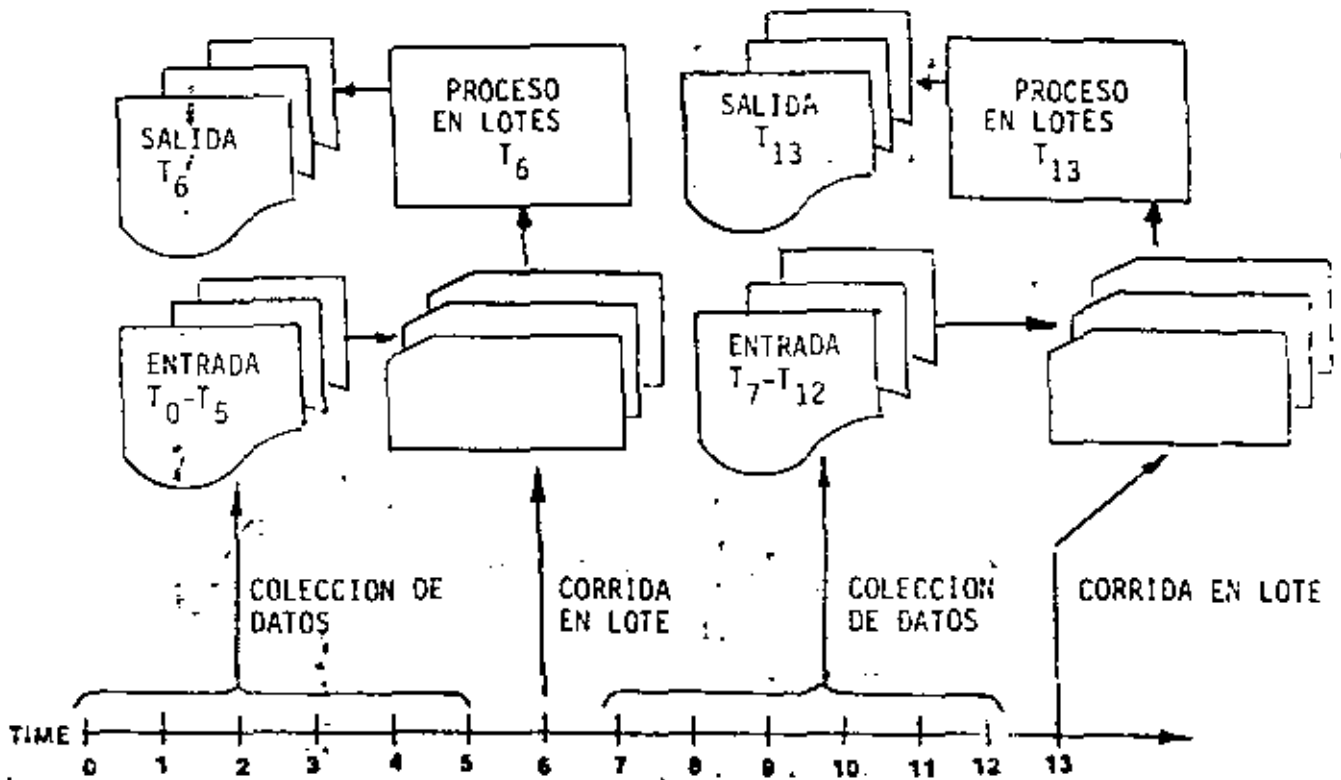 PROCESO
EN LOTES
T6
SALIDA
T6
PROCESO
EN LOTES
T13
SALIDA
T13
ENTRADA
T0-T5
ENTRADA
T7-T12
COLECCION DE
DATOS
CORRIDA
EN LOTE
COLECCION
DE DATOS
CORRIDA EN LOTE
TIME
0 1 2 3 4 5 6 7 8 9 10 11 12 13